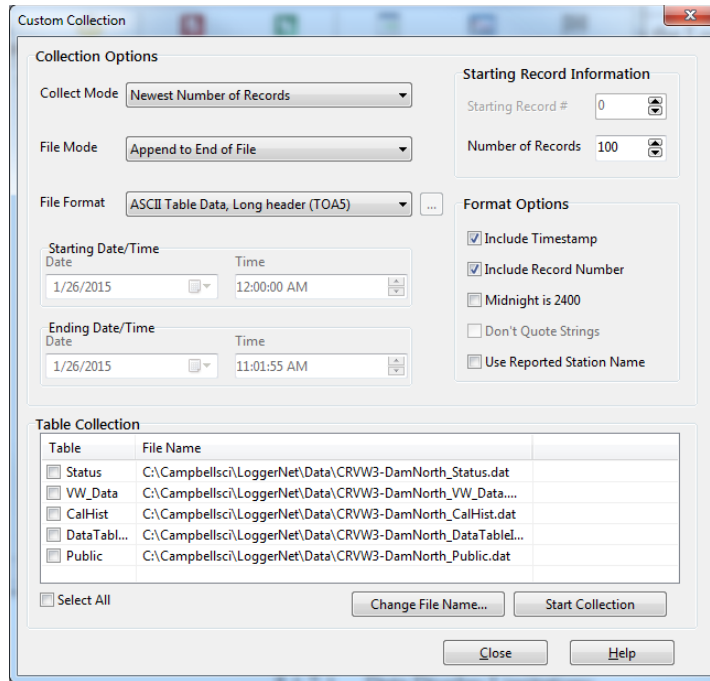 Custom Collection
Collection Options
Collect Mode Newest Number of Records
File Mode Append to End of File
File Format ASCII Table Data, Long header (TOA5) ...
Starting Date/Time
Date Time
1/26/2015 12:00:00 AM
Ending Date/Time
Date Time
1/26/2015 11:01:55 AM
Starting Record Information
Starting Record # 0
Number of Records 100
Format Options
Include Timestamp
Include Record Number
Midnight is 2400
Don't Quote Strings
Use Reported Station Name
Table Collection
Table File Name
Status C:\Campbellsci\LoggerNet\Data\CRVW3-DamNorth_Status.dat
VW_Data C:\Campbellsci\LoggerNet\Data\CRVW3-DamNorth_VW_Data....
CalHist C:\Campbellsci\LoggerNet\Data\CRVW3-DamNorth_CalHist.dat
DataTabl... C:\Campbellsci\LoggerNet\Data\CRVW3-DamNorth_DataTableI...
Public C:\Campbellsci\LoggerNet\Data\CRVW3-DamNorth_Public.dat
Select All
Change File Name... Start Collection
Close Help